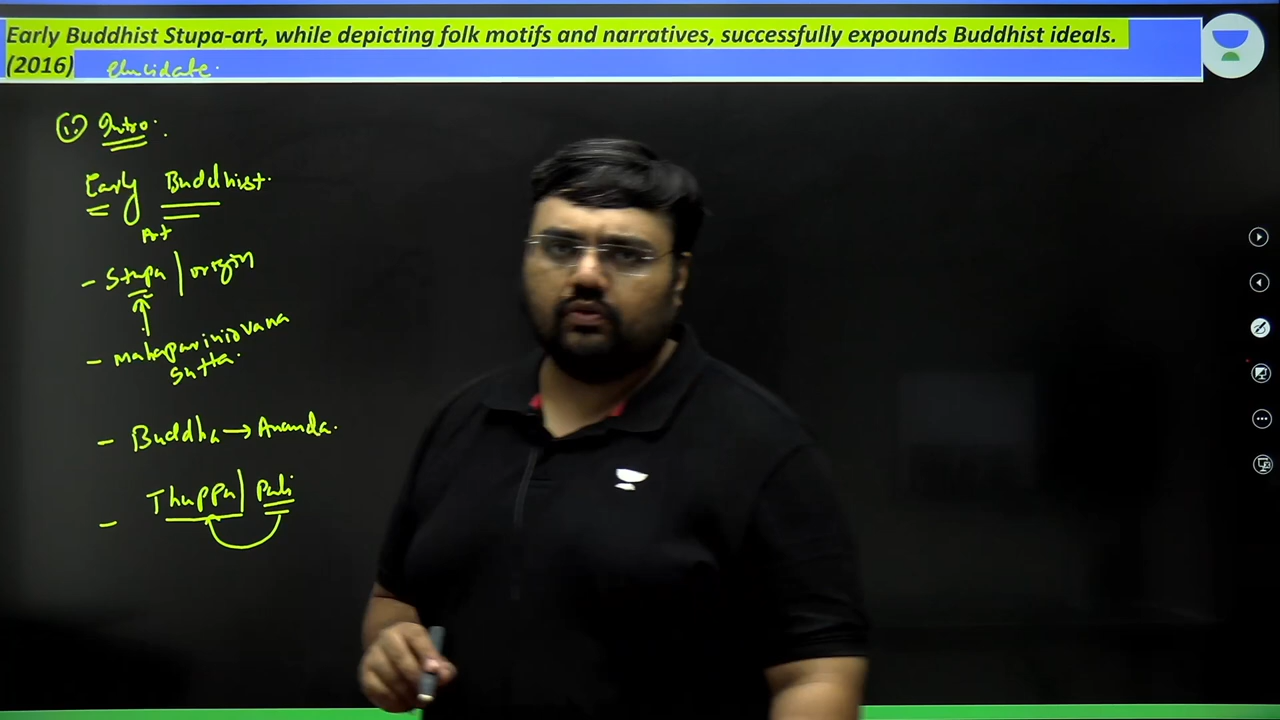 Early Buddhist Stupa-art, while depicting folk motifs and narratives, successfully expounds Buddhist ideals.
(2016) elucidate.
1. Intro.
Early Buddhist.
Art
- Stupa | origin
- Mahaparinirvana
Sutta.
- Buddha → Ananda.
- Thuppa | Pali